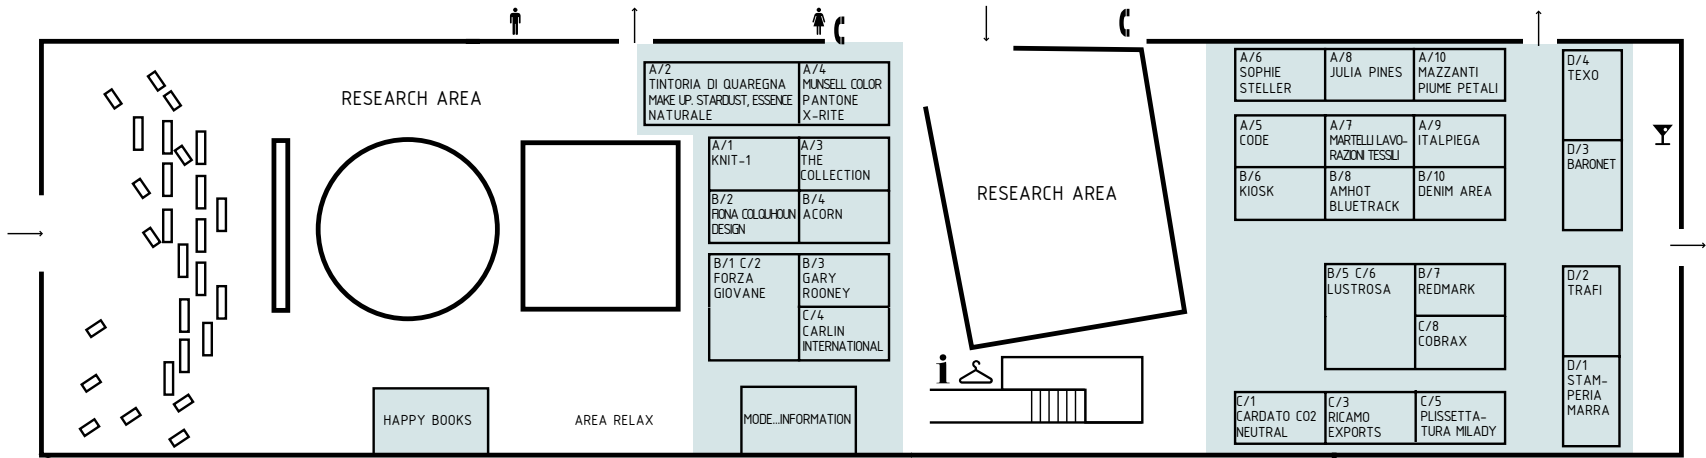 RESEARCH AREA
A/2
TINTORIA DI QUAREGNA
MAKE UP. STARDUST, ESSENCE
NATURALE
A/4
MUNSELL COLOR
PANTONE
X-RITE
A/1
KNIT-1
A/3
THE
COLLECTION
B/2
FIONA COLQUHOUN
DESIGN
B/4
ACORN
B/1 C/2
FORZA
GIOVANE
B/3
GARY
ROONEY
C/4
CARLIN
INTERNATIONAL
HAPPY BOOKS
AREA RELAX
MODE...INFORMATION
RESEARCH AREA
i
A/6
SOPHIE
STELLER
A/8
JULIA PINES
A/10
MAZZANTI
PIUME PETALI
A/5
CODE
A/7
MARTELLI LAVO-
RAZIONI TESSILI
A/9
ITALPIEGA
B/6
KIOSK
B/8
AMHOT
BLUETRACK
B/10
DENIM AREA
B/5 C/6
LUSTROSA
B/7
REDMARK
C/8
COBRAX
C/1
CARDATO CO2
NEUTRAL
C/3
RICAMO
EXPORTS
C/5
PLISSETTA-
TURA MILADY
D/4
TEXO
D/3
BARONET
D/2
TRAFI
D/1
STAM-
PERIA
MARRA